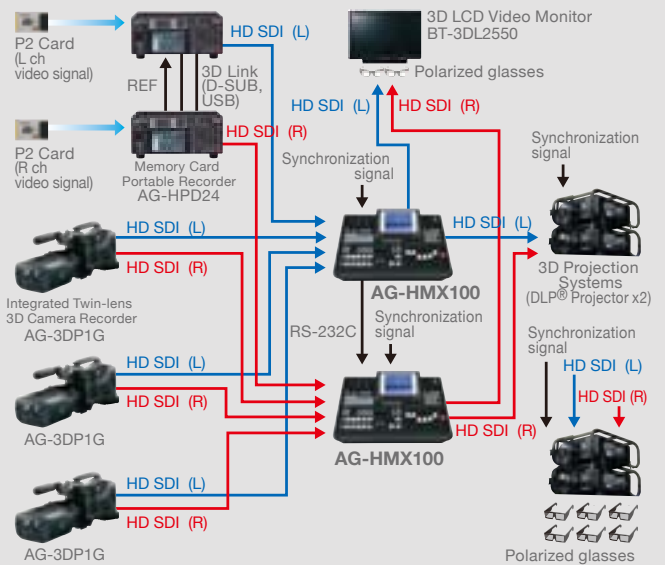 P2 Card
(L ch
video signal)
HD SDI (L)
REF
3D Link
(D-SUB,
USB)
P2 Card
(R ch
video signal)
HD SDI (R)
Memory Card
Portable Recorder
AG-HPD24
3D LCD Video Monitor
BT-3DL2550
Polarized glasses
HD SDI (L)
HD SDI (R)
Synchronization
signal
Synchronization
signal
HD SDI (L)
HD SDI (R)
Integrated Twin-lens
3D Camera Recorder
AG-3DP1G
AG-HMX100
HD SDI (L)
3D Projection
Systems
(DLP® Projector x2)
RS-232C
Synchronization
signal
Synchronization
signal
HD SDI (L)
HD SDI (R)
HD SDI (L)
HD SDI (R)
AG-3DP1G
HD SDI (R)
AG-HMX100
HD SDI (L)
HD SDI (R)
AG-3DP1G
Polarized glasses